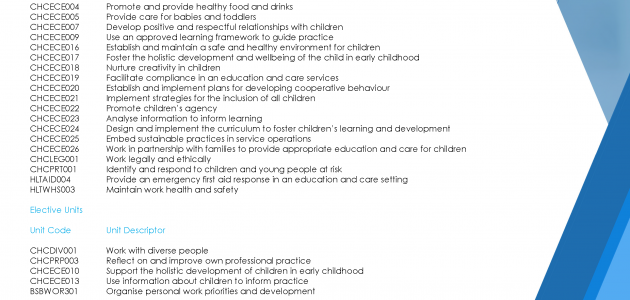 CHCECE004 Promote and provide healthy food and drinks
CHCECE005 Provide care for babies and toddlers
CHCECE007 Develop positive and respectful relationships with children
CHCECE009 Use an approved learning framework to guide practice
CHCECE016 Establish and maintain a safe and healthy environment for children
CHCECE017 Foster the holistic development and wellbeing of the child in early childhood
CHCECE018 Nurture creativity in children
CHCECE019 Facilitate compliance in an education and care services
CHCECE020 Establish and implement plans for developing cooperative behaviour
CHCECE021 Implement strategies for the inclusion of all children
CHCECE022 Promote children's agency
CHCECE023 Analyse information to inform learning
CHCECE024 Design and implement the curriculum to foster children's learning and development
CHCECE025 Embed sustainable practices in service operations
CHCECE026 Work in partnership with families to provide appropriate education and care for children
CHCLEG001 Work legally and ethically
CHCPRT001 Identify and respond to children and young people at risk
HLTAID004 Provide an emergency first aid response in an education and care setting
HLTWHS003 Maintain work health and safety
Elective Units
Unit Code Unit Descriptor
CHCDIV001 Work with diverse people
CHCPRP003 Reflect on and improve own professional practice
CHCECE010 Support the holistic development of children in early childhood
CHCECE013 Use information about children to inform practice
BSBWOR301 Organise personal work priorities and development